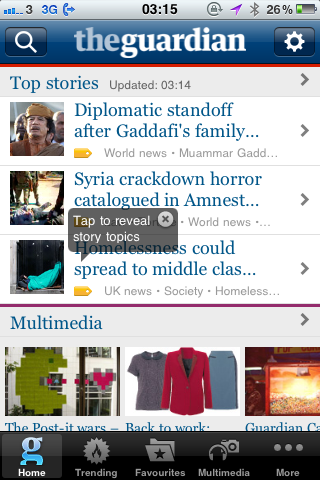 3 3G 03:15 26%
theguardian
Top stories Updated: 03:14
Diplomatic standoff
after Gaddafi's family...
World news • Muammar Gadd...
Syria crackdown horror
catalogued in Amnest...
World news •...
Tap to reveal
story topics
Homelessness could
spread to middle clas...
UK news • Society • Homeless...
Multimedia
The Post-it wars –
Back to work:
Guardian Ca
Home Trending Favourites Multimedia More